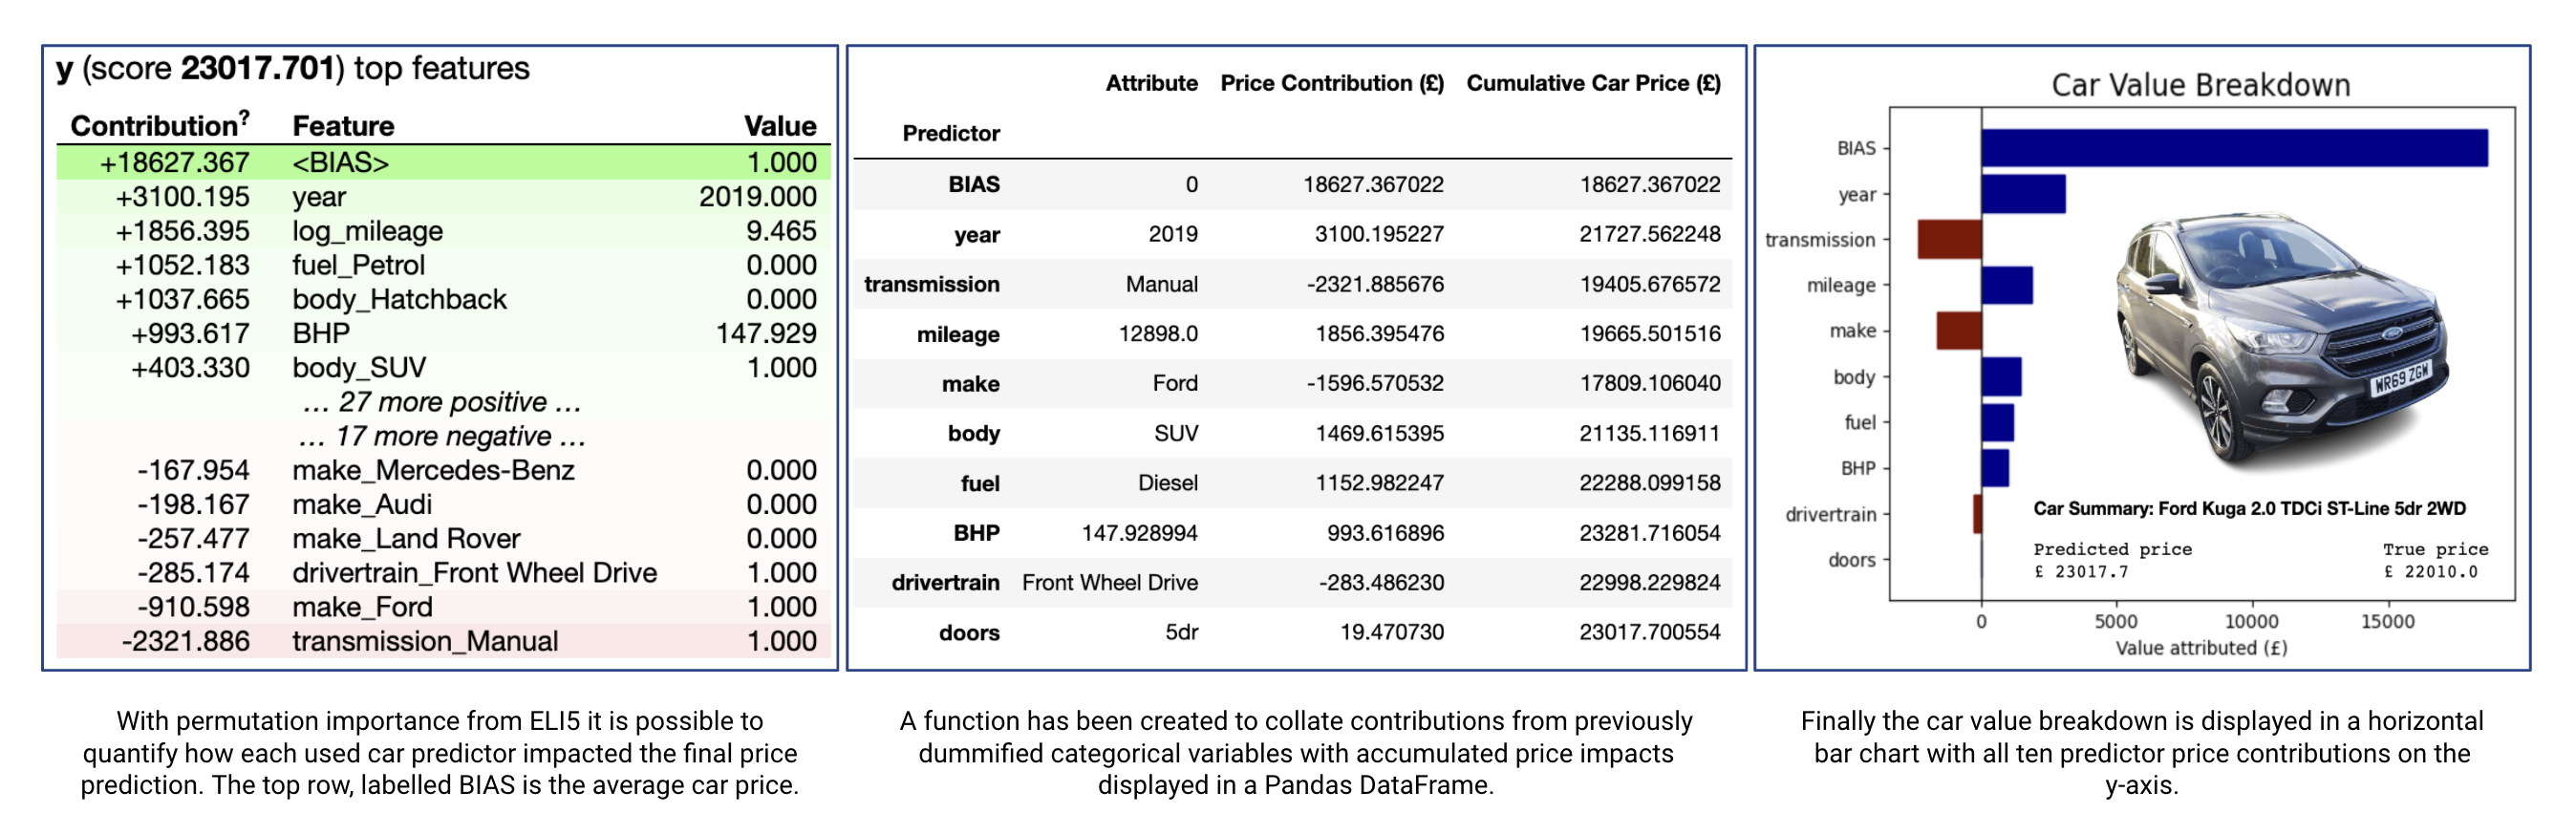 y (score 23017.701) top features
Contribution? Feature Value
+18627.367 <BIAS> 1.000
+3100.195 year 2019.000
+1856.395 log_mileage 9.465
+1052.183 fuel_Petrol 0.000
+1037.665 body_Hatchback 0.000
+993.617 BHP 147.929
+403.330 body_SUV 1.000
… 27 more positive …
… 17 more negative …
-167.954 make_Mercedes-Benz 0.000
-198.167 make_Audi 0.000
-257.477 make_Land Rover 0.000
-285.174 drivertrain_Front Wheel Drive 1.000
-910.598 make_Ford 1.000
-2321.886 transmission_Manual 1.000
With permutation importance from ELI5 it is possible to
quantify how each used car predictor impacted the final price
prediction. The top row, labelled BIAS is the average car price.
Attribute Price Contribution (£) Cumulative Car Price (£)
Predictor
BIAS 0 18627.367022 18627.367022
year 2019 3100.195227 21727.562248
transmission Manual -2321.885676 19405.676572
mileage 12898.0 1856.395476 19665.501516
make Ford -1596.570532 17809.106040
body SUV 1469.615395 21135.116911
fuel Diesel 1152.982247 22288.099158
BHP 147.928994 993.616896 23281.716054
drivertrain Front Wheel Drive -283.486230 22998.229824
doors 5dr 19.470730 23017.700554
A function has been created to collate contributions from previously
dummified categorical variables with accumulated price impacts
displayed in a Pandas DataFrame.
Car Value Breakdown
BIAS
year
transmission
mileage
make
body
fuel
BHP
drivertrain
doors
Ford
WR69 ZGW
Car Summary: Ford Kuga 2.0 TDCi ST-Line 5dr 2WD
Predicted price True price
£ 23017.7 £ 22010.0
0 5000 10000 15000
Value attributed (£)
Finally the car value breakdown is displayed in a horizontal
bar chart with all ten predictor price contributions on the
y-axis.